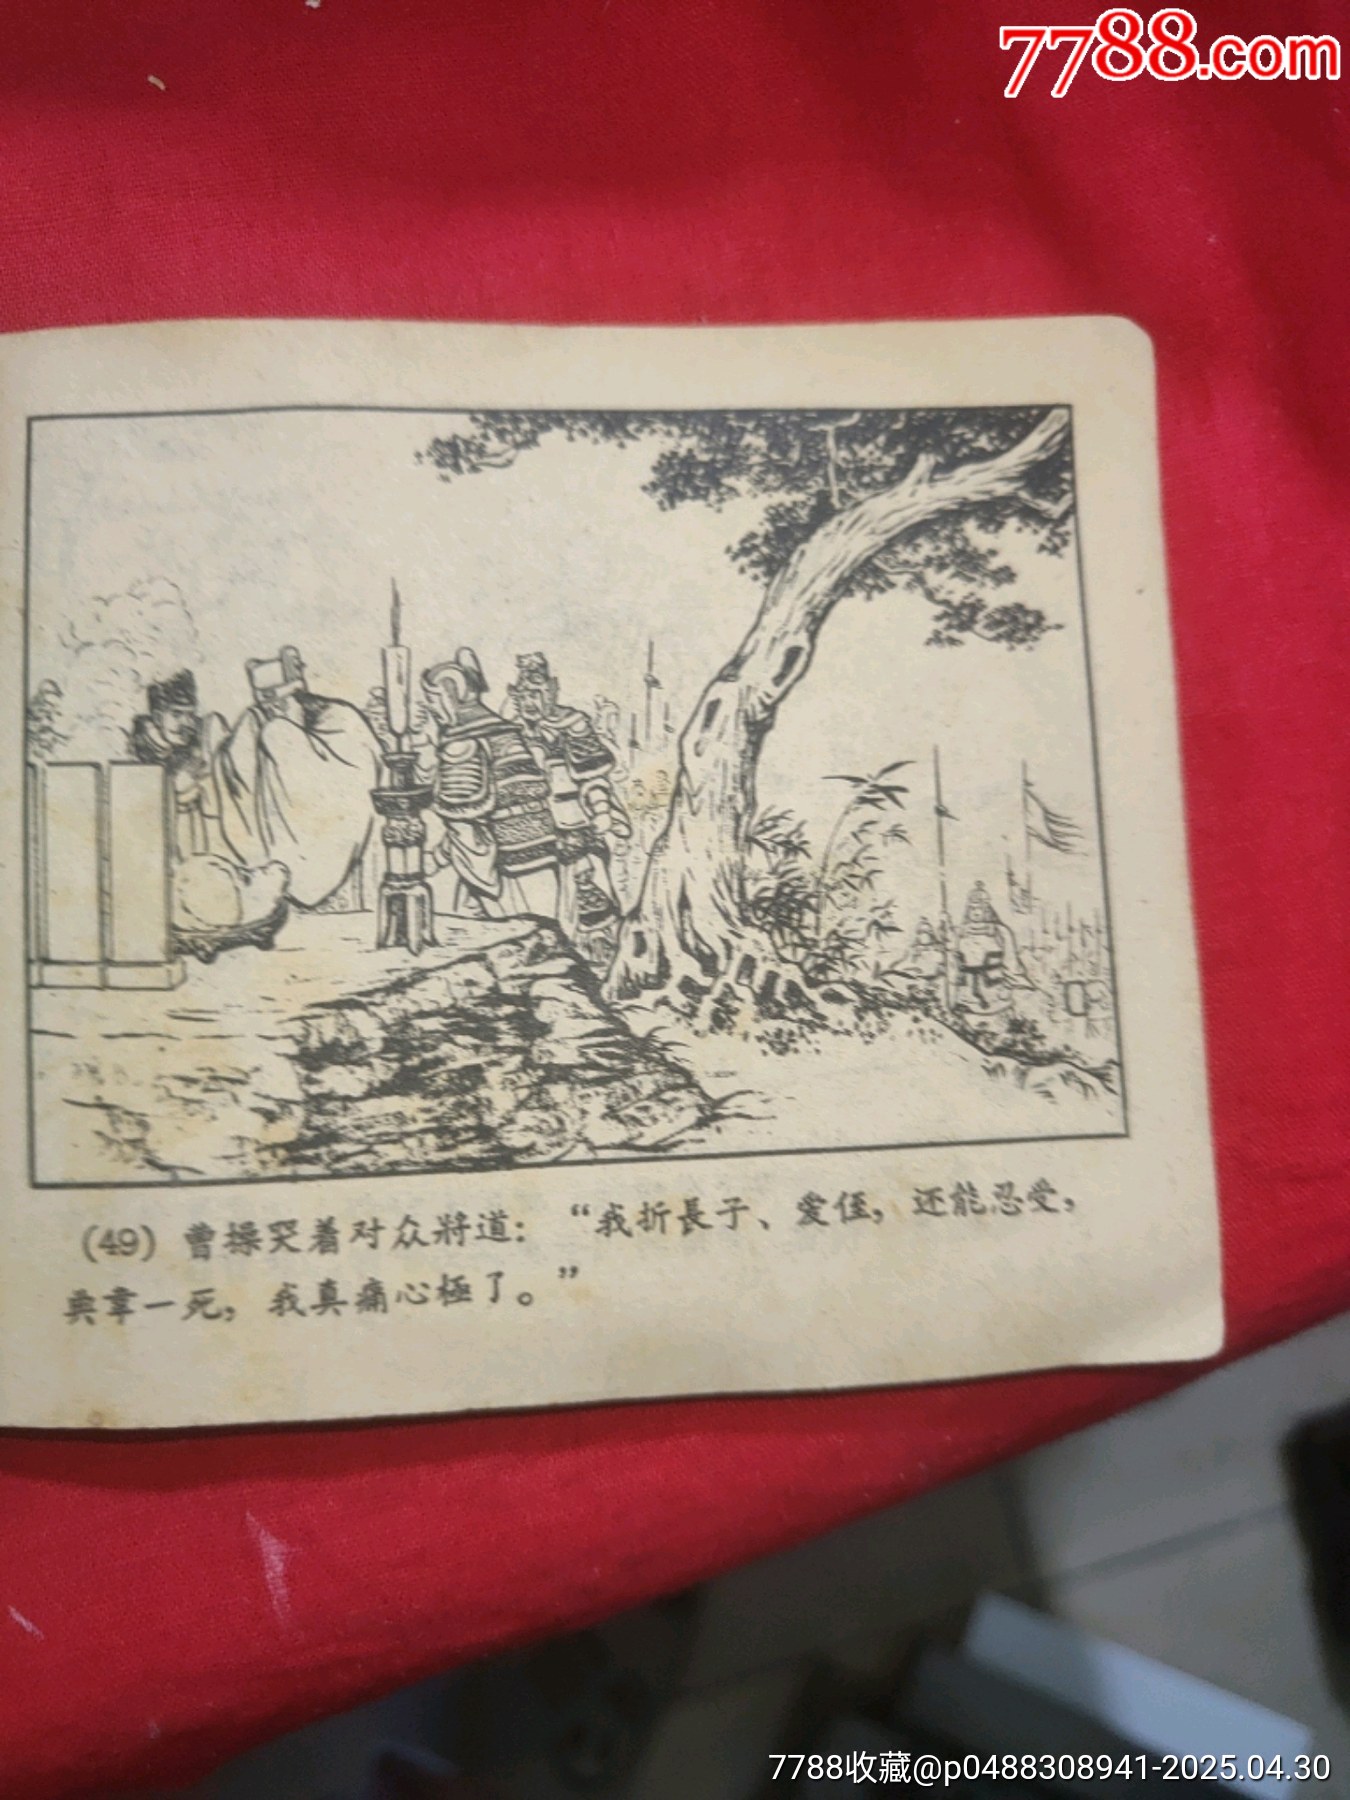 7788.com
(49) 曹操哭着对众將道：“我折長子、爱侄，还能忍受，
典韋一死，我真痛心極了。”
7788收藏@p0488308941-2025.04.30